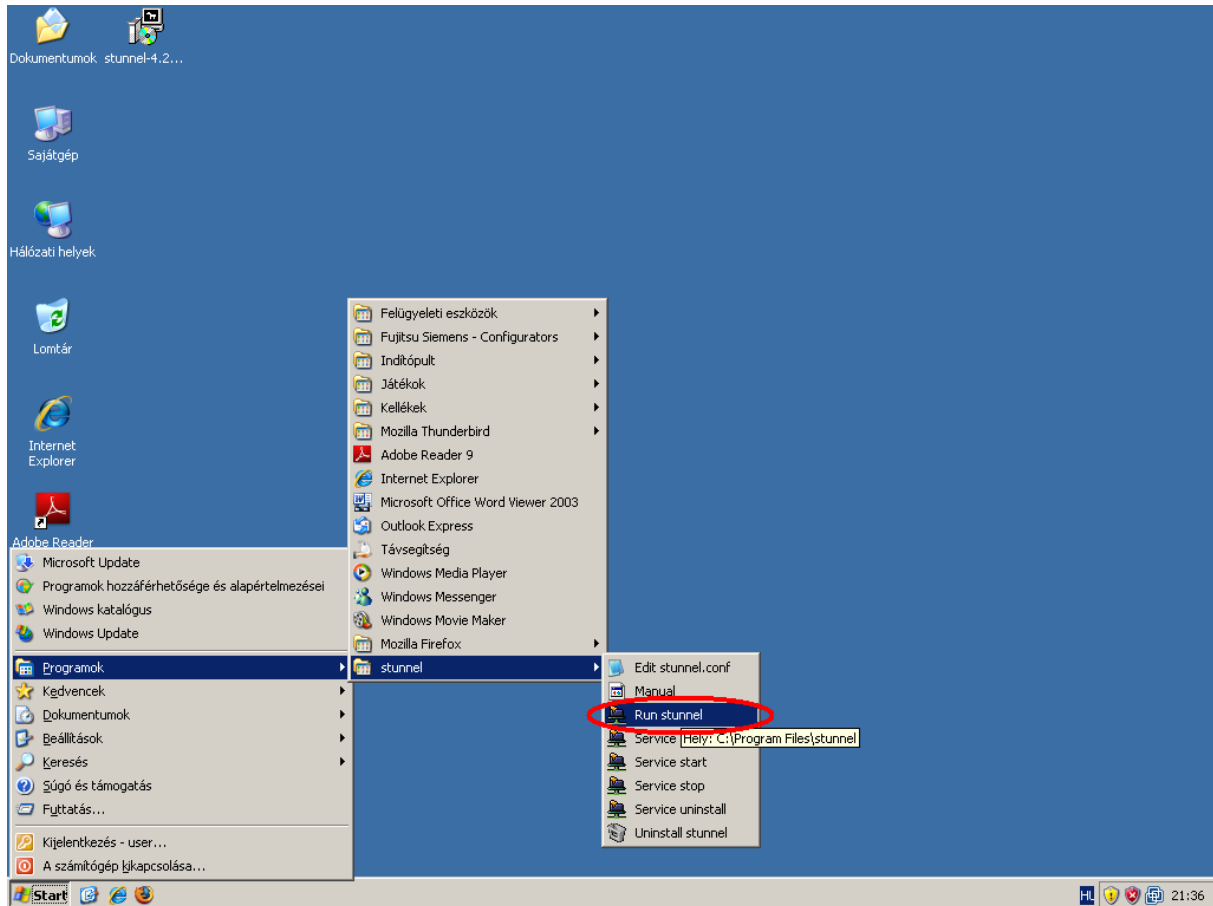 Dokumentumok
stunnel-4.2...
Sajátgép
Hálózati helyek
Lomtár
Internet
Explorer
Adobe Reader
Microsoft Update
Programok hozzáférhetősége és alapértelmezései
Windows katalógus
Windows Update
Programok
Kedvencek
Dokumentumok
Beállítások
Keresés
Súgó és támogatás
Futtatás...
Kijelentkezés - user...
A számítógép kikapcsolása...
Felügyeleti eszközök
Fujitsu Siemens - Configurators
Indítópult
Játékok
Kellékek
Mozilla Thunderbird
Adobe Reader 9
Internet Explorer
Microsoft Office Word Viewer 2003
Outlook Express
Távsegítség
Windows Media Player
Windows Messenger
Windows Movie Maker
Mozilla Firefox
stunnel
Edit stunnel.conf
Manual
Run stunnel
Service
Hely: C:\Program Files\stunnel
Service start
Service stop
Service uninstall
Uninstall stunnel
Start
HU
21:36